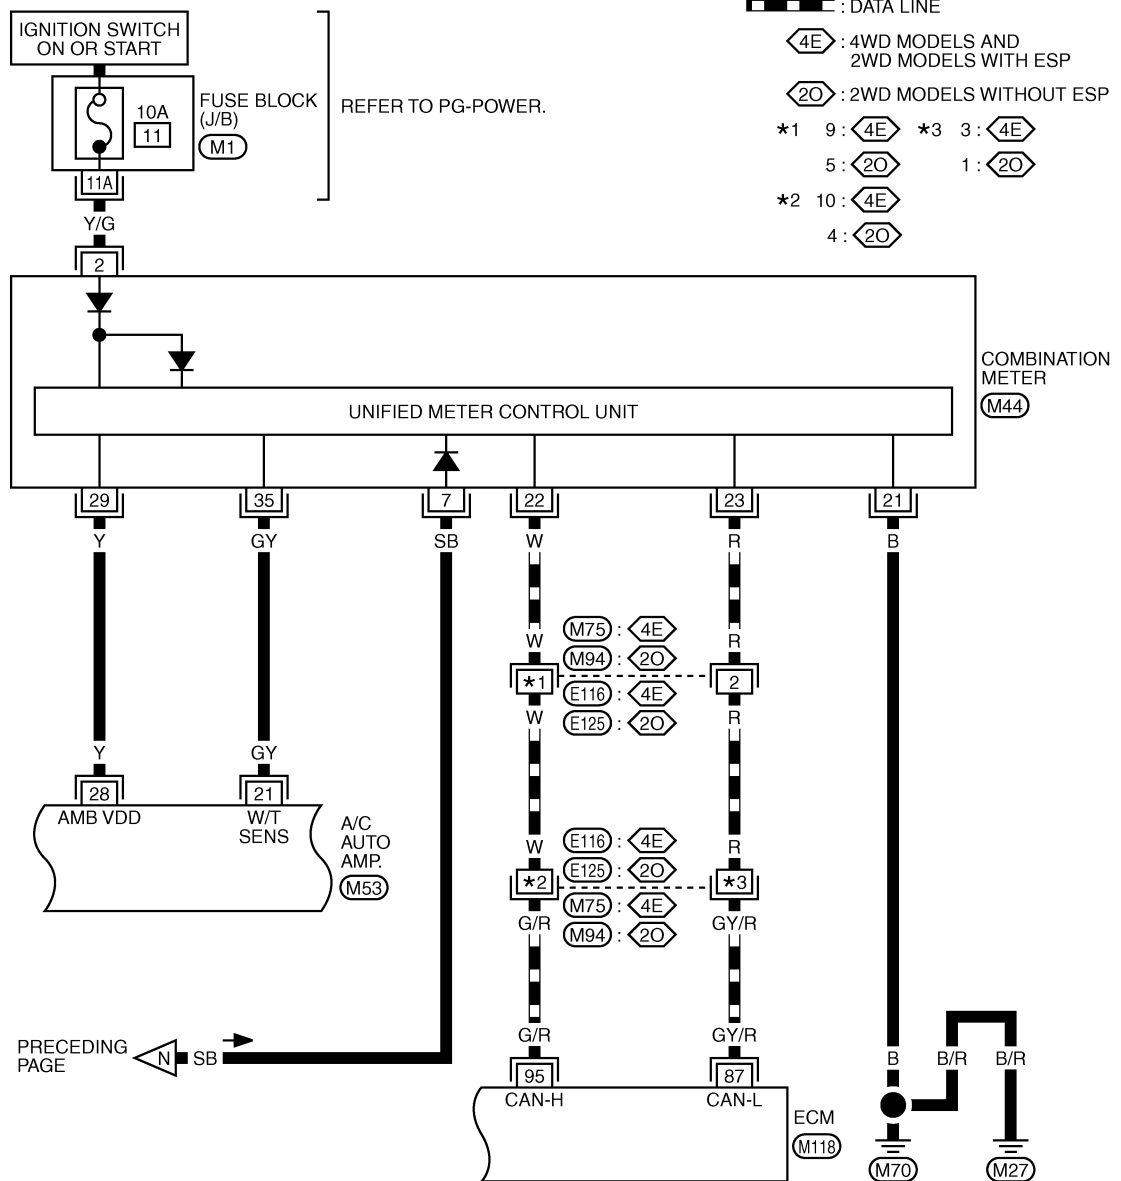 IGNITION SWITCH
ON OR START
10A
11
FUSE BLOCK
(J/B)
M1
REFER TO PG-POWER.
: DATA LINE
4E : 4WD MODELS AND
2WD MODELS WITH ESP
2O : 2WD MODELS WITHOUT ESP
*1 9 : 4E *3 3 : 4E
5 : 2O 1 : 2O
*2 10 : 4E
4 : 2O
11A
Y/G
2
COMBINATION
METER
M44
UNIFIED METER CONTROL UNIT
29 35 7 22 23 21
Y GY SB W R B
M75 : 4E
W R
M94 : 2O
*1 2
E116 : 4E
W R
E125 : 2O
Y GY
28 21
AMB VDD W/T
SENS
A/C
AUTO
AMP.
M53
E116 : 4E
W R
E125 : 2O
*2 *3
M75 : 4E
G/R GY/R
M94 : 2O
G/R GY/R
PRECEDING
PAGE
N SB
B B/R B/R
95 87
CAN-H CAN-L
ECM
M118
M70 M27